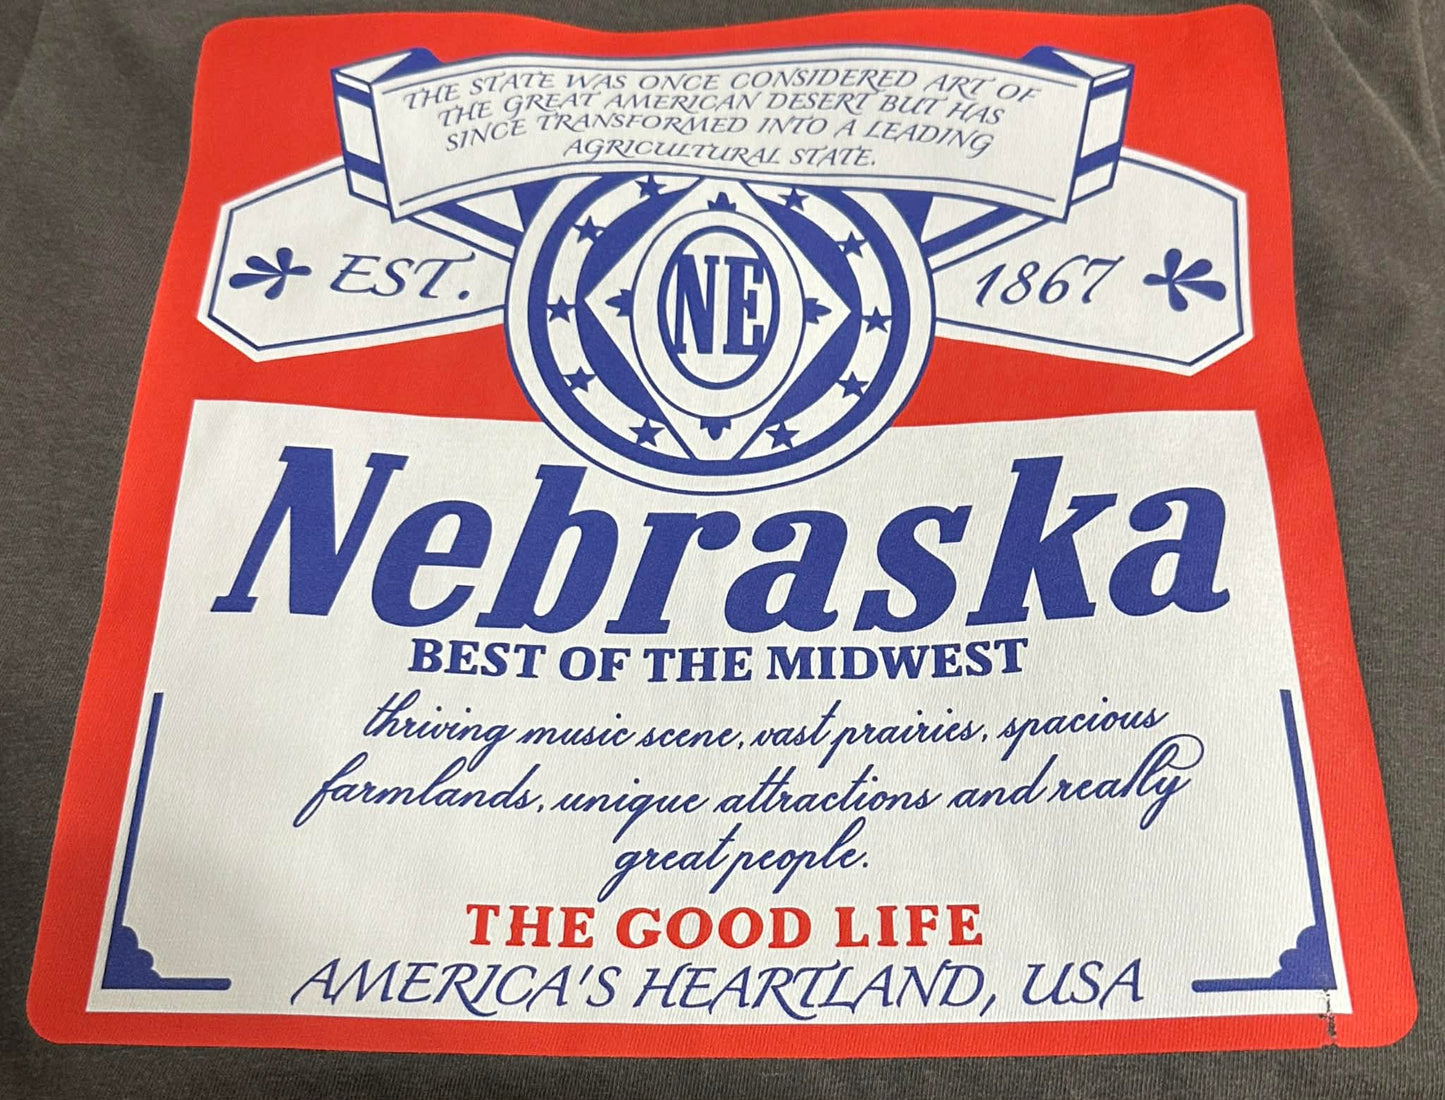 THE STATE WAS ONCE CONSIDERED ART OF
THE GREAT AMERICAN DESERT BUT HAS
SINCE TRANSFORMED INTO A LEADING
AGRICULTURAL STATE.
EST.
NE
1867
Nebraska
BEST OF THE MIDWEST
thriving music scene, vast prairies, spacious
farmlands, unique attractions and really
great people.
THE GOOD LIFE
AMERICA'S HEARTLAND, USA